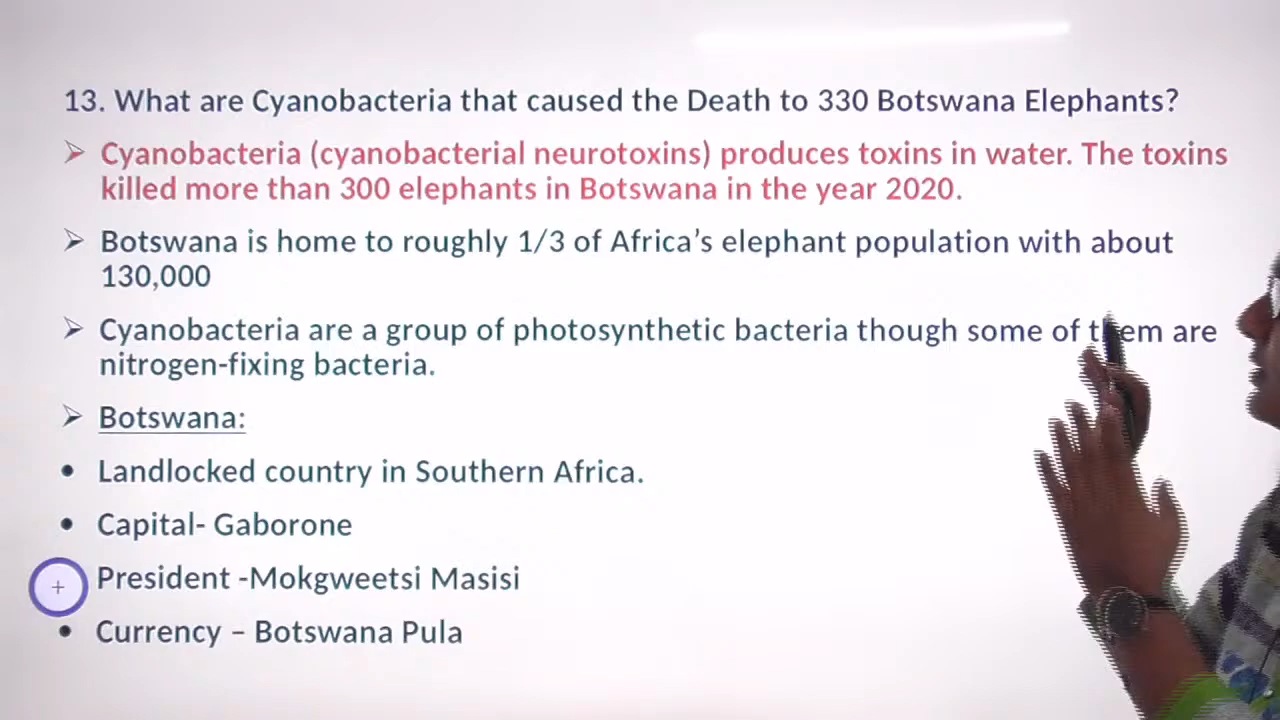 13. What are Cyanobacteria that caused the Death to 330 Botswana Elephants?
➢ Cyanobacteria (cyanobacterial neurotoxins) produces toxins in water. The toxins
killed more than 300 elephants in Botswana in the year 2020.
➢ Botswana is home to roughly 1/3 of Africa’s elephant population with about
130,000
➢ Cyanobacteria are a group of photosynthetic bacteria though some of them are
nitrogen-fixing bacteria.
➢ Botswana:
• Landlocked country in Southern Africa.
• Capital- Gaborone
President -Mokgweetsi Masisi
• Currency – Botswana Pula